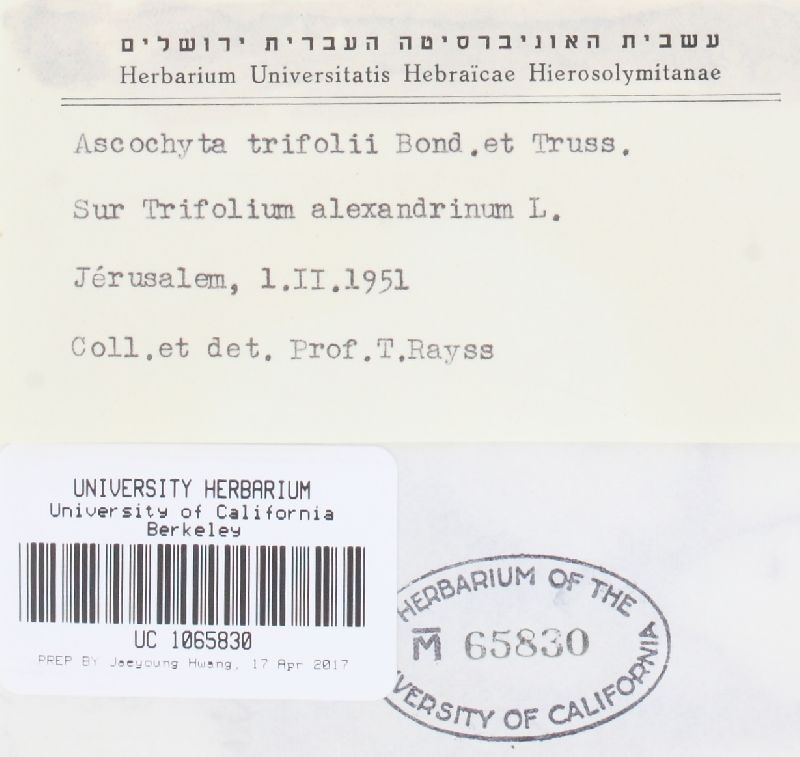 עשבית האוניברסיטה העברית ירושלים
Herbarium Universitatis Hebraïcae Hierosolymitanae
Ascochyta trifolii Bond.et Truss.
Sur Trifolium alexandrinum L.
Jérusalem, 1.II.1951
Coll.et det. Prof.T.Rayss
UNIVERSITY HERBARIUM
University of California
Berkeley
UC 1065830
PREP BY Jaeyoung Hwang, 17 Apr 2017
HERBARIUM OF THE
M̅ 65830
VERSITY OF CALIFORNIA